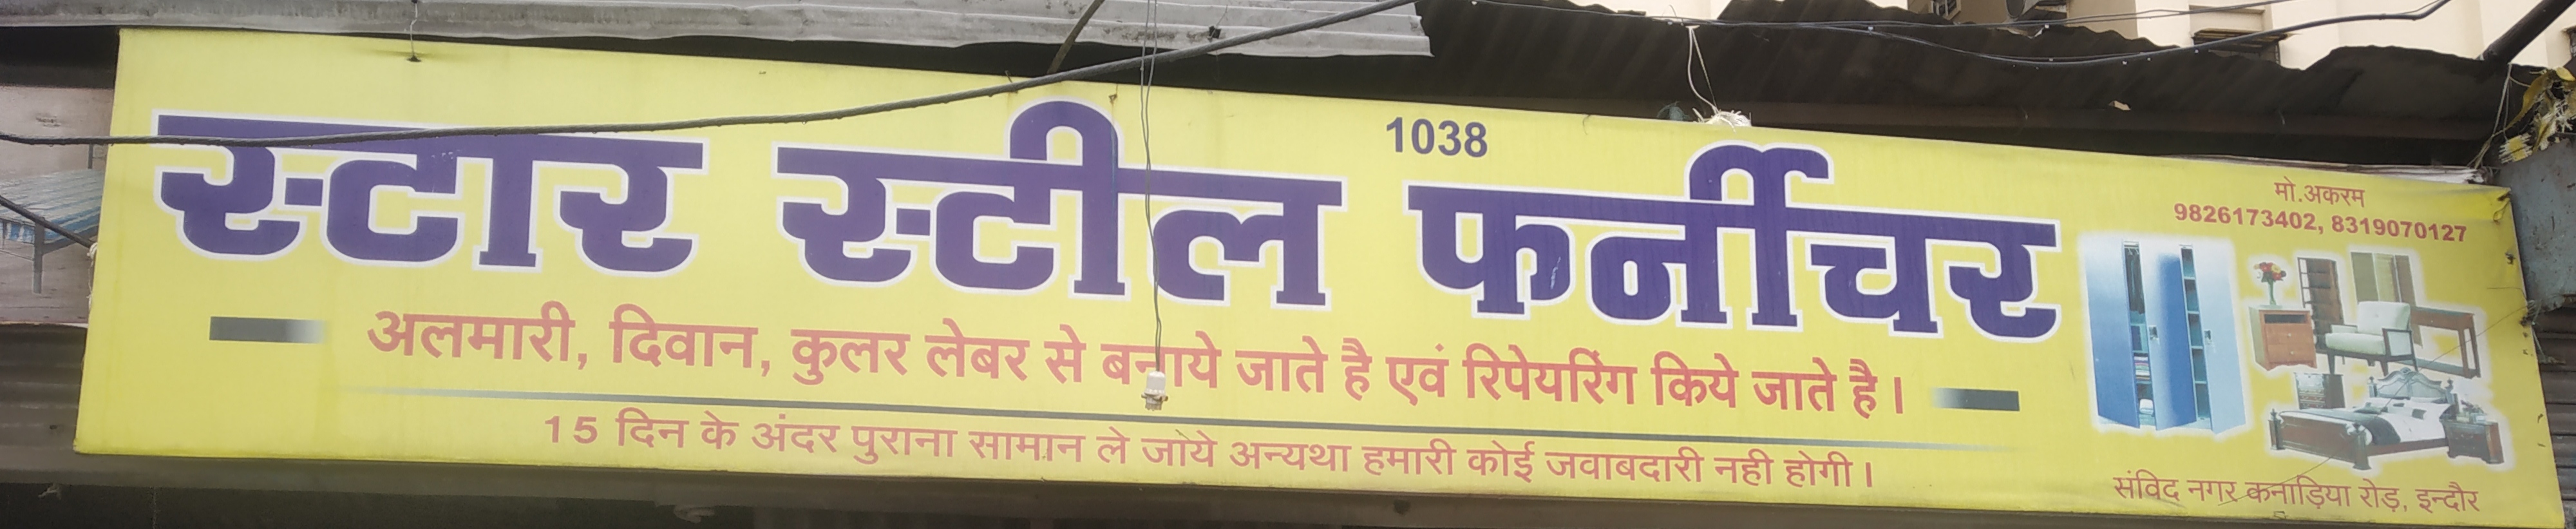 1038
स्टार स्टील फर्नीचर
मो.अकरम
9826173402, 8319070127
अलमारी, दिवान, कुलर लेबर से बनाये जाते है एवं रिपेयरिंग किये जाते है।
15 दिन के अंदर पुराना सामान ले जाये अन्यथा हमारी कोई जवाबदारी नही होगी।
संविद नगर कनाड़िया रोड़, इन्दौर